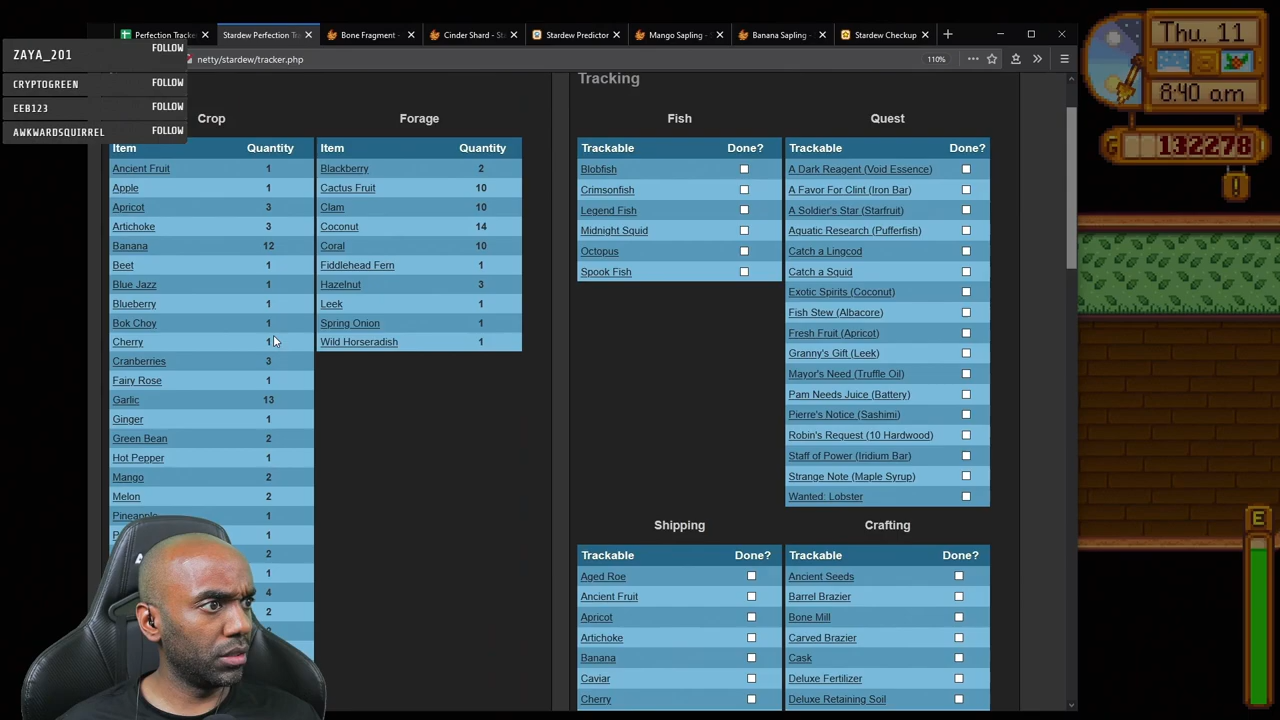 Perfection Track
Stardew Perfection Tr
Bone Fragment -
Cinder Shard - Sta
Stardew Predictor
Mango Sapling - S
Banana Sapling -
Stardew Checkup
ZAYA_201 FOLLOW
CRYPTOGREEN FOLLOW
EEB123 FOLLOW
AWKWARDSQUIRREL FOLLOW
netty/stardew/tracker.php
110%
Thu. 11
8:40 am
132278
Tracking
Crop
Item Quantity
Ancient Fruit 1
Apple 1
Apricot 3
Artichoke 3
Banana 12
Beet 1
Blue Jazz 1
Blueberry 1
Bok Choy 1
Cherry 1
Cranberries 3
Fairy Rose 1
Garlic 13
Ginger 1
Green Bean 2
Hot Pepper 1
Mango 2
Melon 2
Pineapple 1
1
2
1
4
2
Forage
Item Quantity
Blackberry 2
Cactus Fruit 10
Clam 10
Coconut 14
Coral 10
Fiddlehead Fern 1
Hazelnut 3
Leek 1
Spring Onion 1
Wild Horseradish 1
Fish
Trackable Done?
Blobfish
Crimsonfish
Legend Fish
Midnight Squid
Octopus
Spook Fish
Quest
Trackable Done?
A Dark Reagent (Void Essence)
A Favor For Clint (Iron Bar)
A Soldier's Star (Starfruit)
Aquatic Research (Pufferfish)
Catch a Lingcod
Catch a Squid
Exotic Spirits (Coconut)
Fish Stew (Albacore)
Fresh Fruit (Apricot)
Granny's Gift (Leek)
Mayor's Need (Truffle Oil)
Pam Needs Juice (Battery)
Pierre's Notice (Sashimi)
Robin's Request (10 Hardwood)
Staff of Power (Iridium Bar)
Strange Note (Maple Syrup)
Wanted: Lobster
Shipping
Trackable Done?
Aged Roe
Ancient Fruit
Apricot
Artichoke
Banana
Caviar
Cherry
Crafting
Trackable Done?
Ancient Seeds
Barrel Brazier
Bone Mill
Carved Brazier
Cask
Deluxe Fertilizer
Deluxe Retaining Soil
E